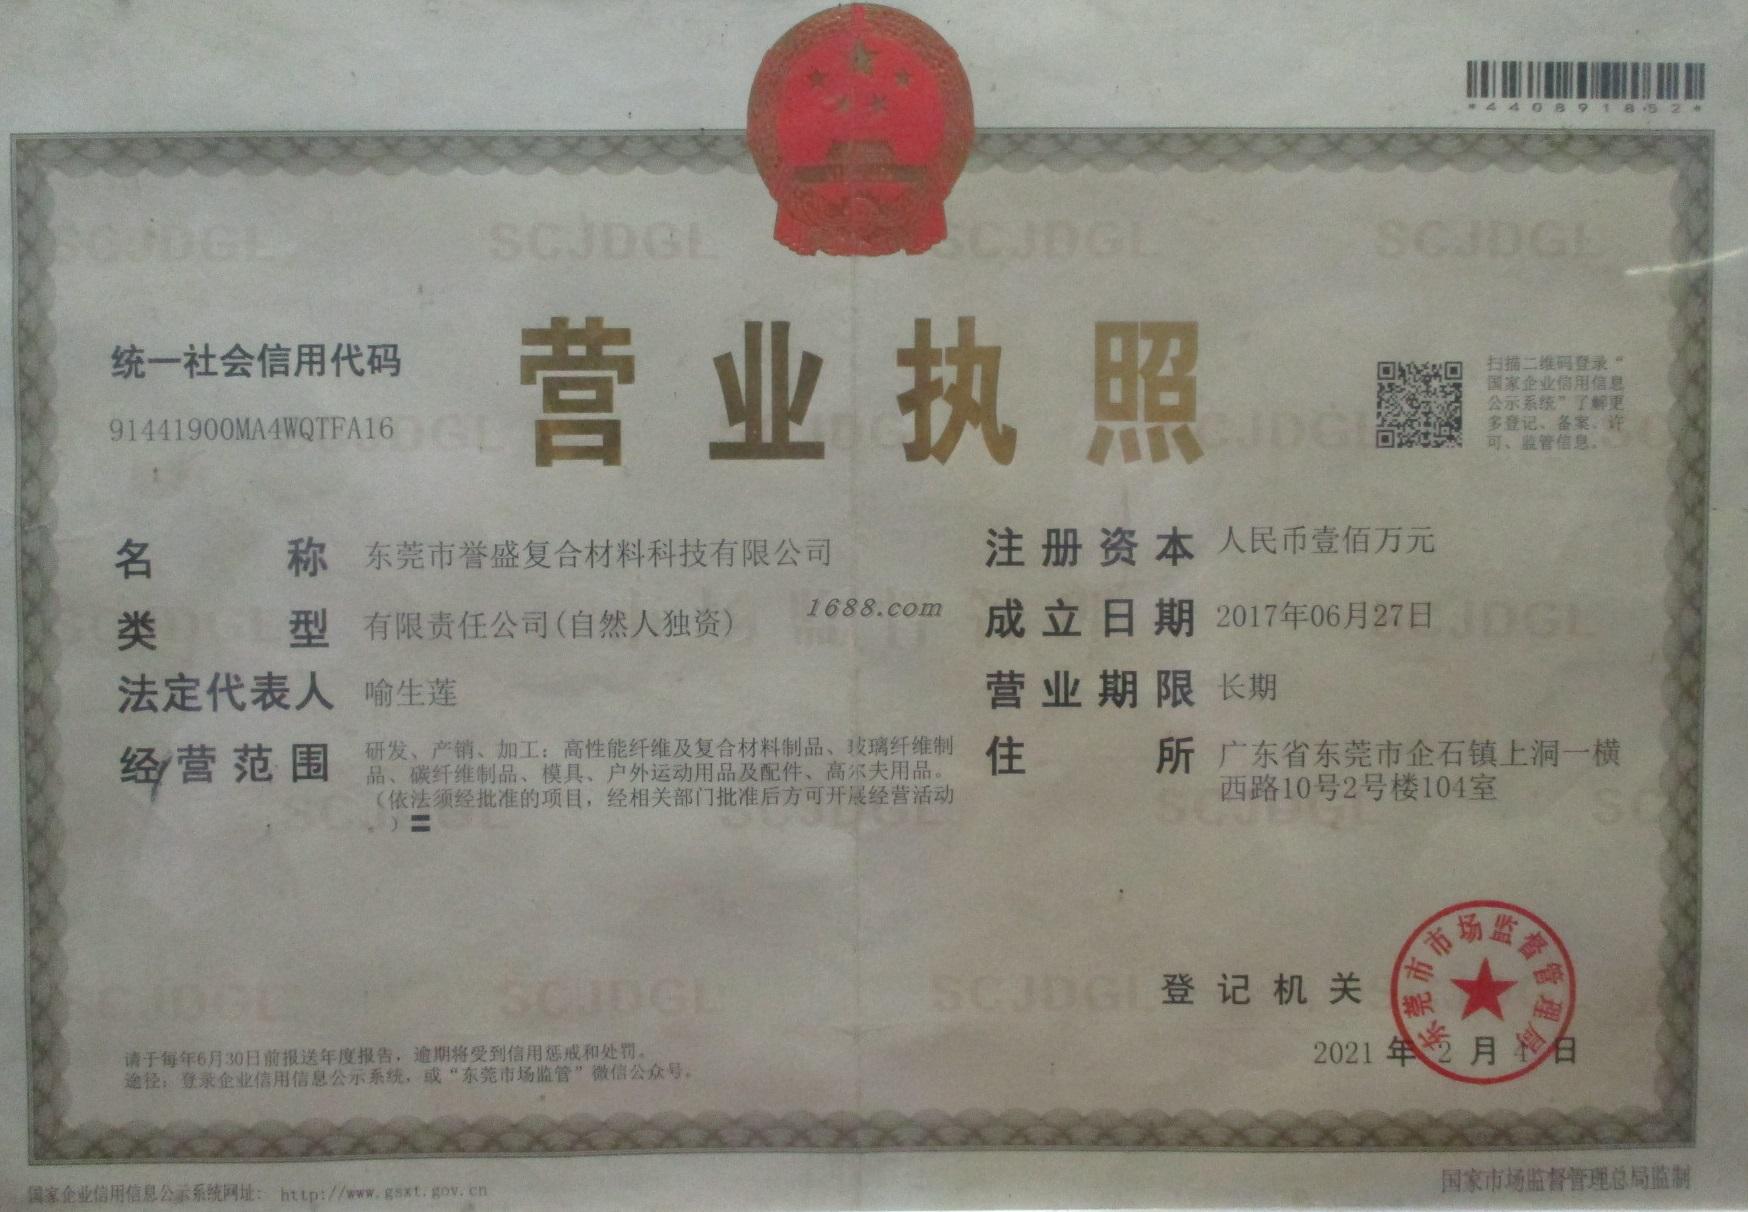 *440891852*
SCJDGL SCJDGL SCJDGL SCJDGL
营业执照
统一社会信用代码
91441900MA4WQTFA16
扫描二维码登录“
国家企业信用信息
公示系统”了解更
多登记、备案、许
可、监管信息。
名称 东莞市誉盛复合材料科技有限公司
类型 有限责任公司(自然人独资)
法定代表人 喻生莲
经营范围 研发、产销、加工：高性能纤维及复合材料制品、玻璃纤维制
品、碳纤维制品、模具、户外运动用品及配件、高尔夫用品。
（依法须经批准的项目，经相关部门批准后方可开展经营活动
。）〓
1688.com
注册资本 人民币壹佰万元
成立日期 2017年06月27日
营业期限 长期
住所 广东省东莞市企石镇上洞一横
西路10号2号楼104室
登记机关
东莞市市场监督管理局
2021 年 2 月 4 日
请于每年6月30日前报送年度报告，逾期将受到信用惩戒和处罚。
途径：登录企业信用信息公示系统，或“东莞市场监管”微信公众号。
国家企业信用信息公示系统网址： http://www.gsxt.gov.cn
国家市场监督管理总局监制